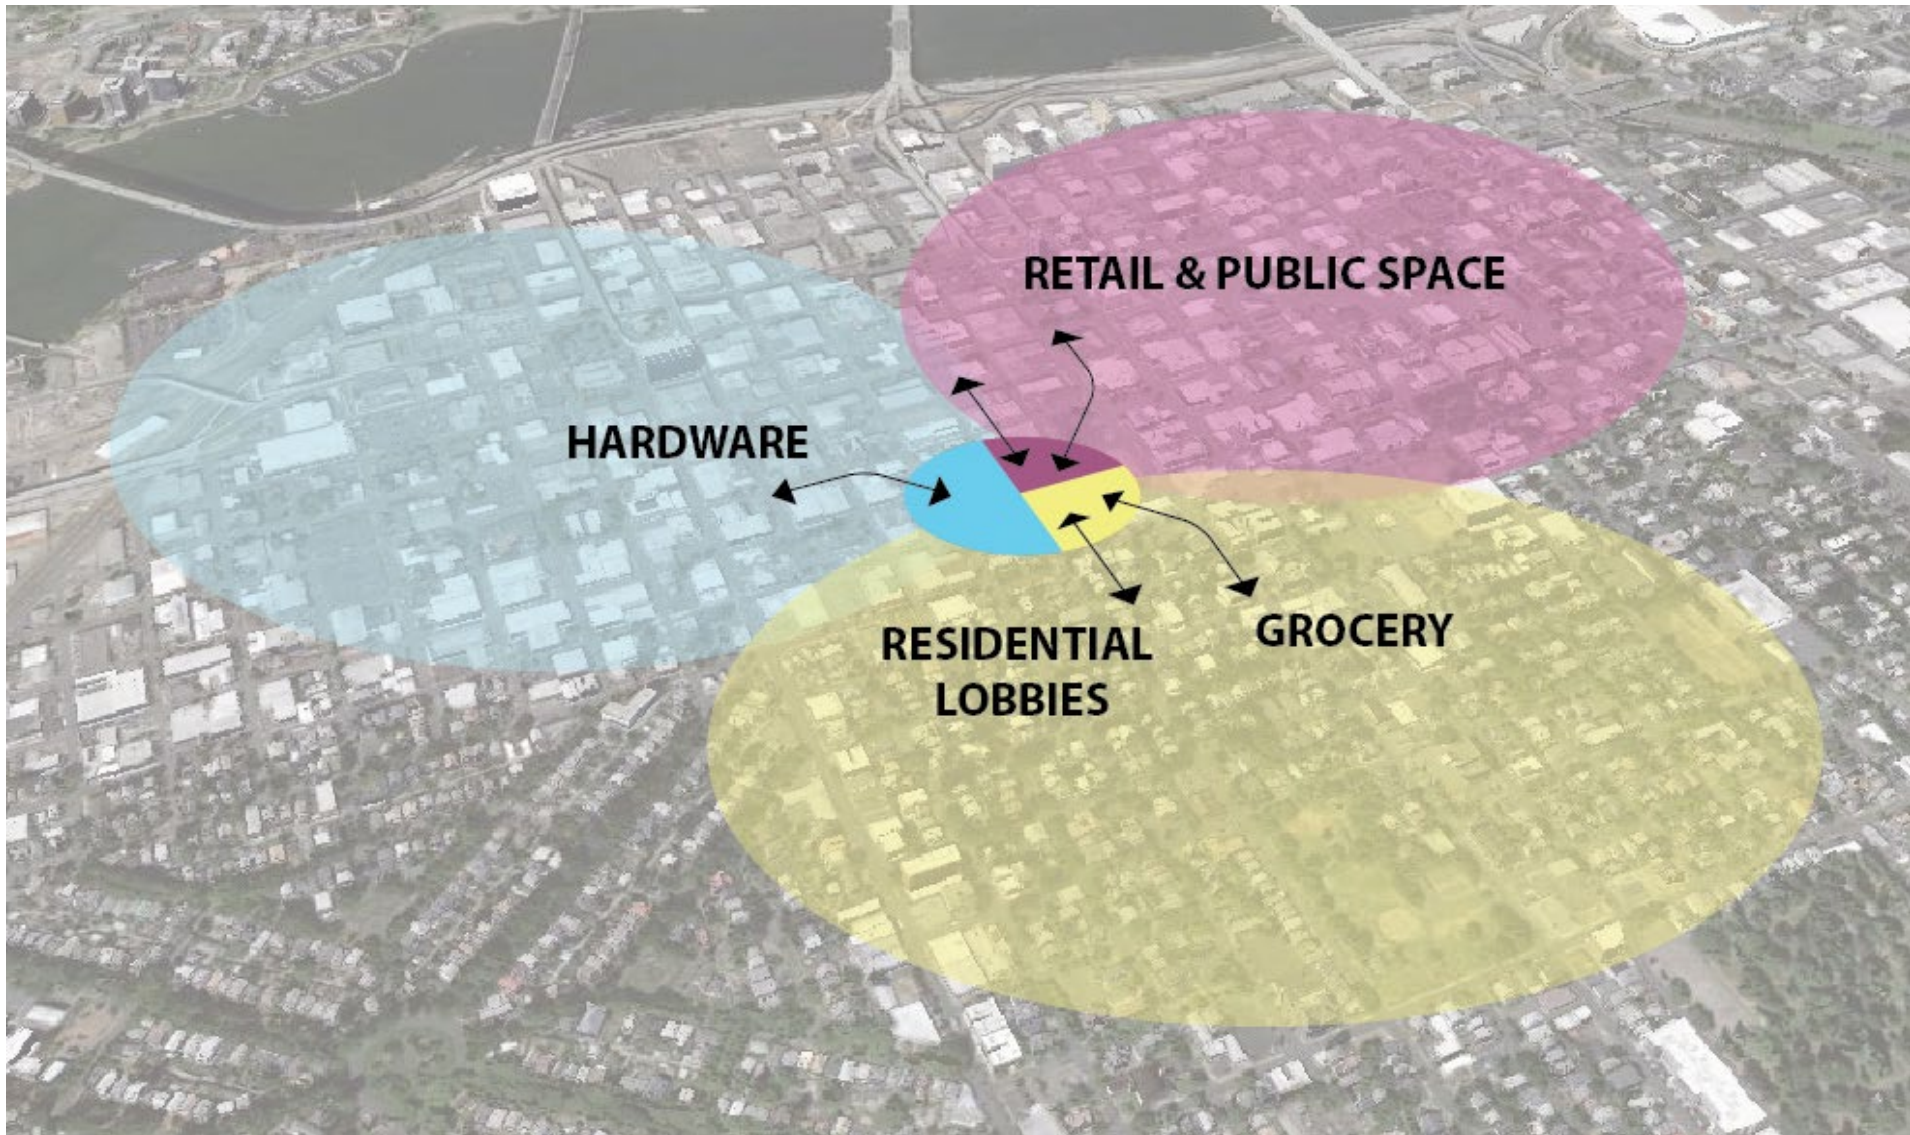 RETAIL & PUBLIC SPACE
HARDWARE
GROCERY
RESIDENTIAL
LOBBIES